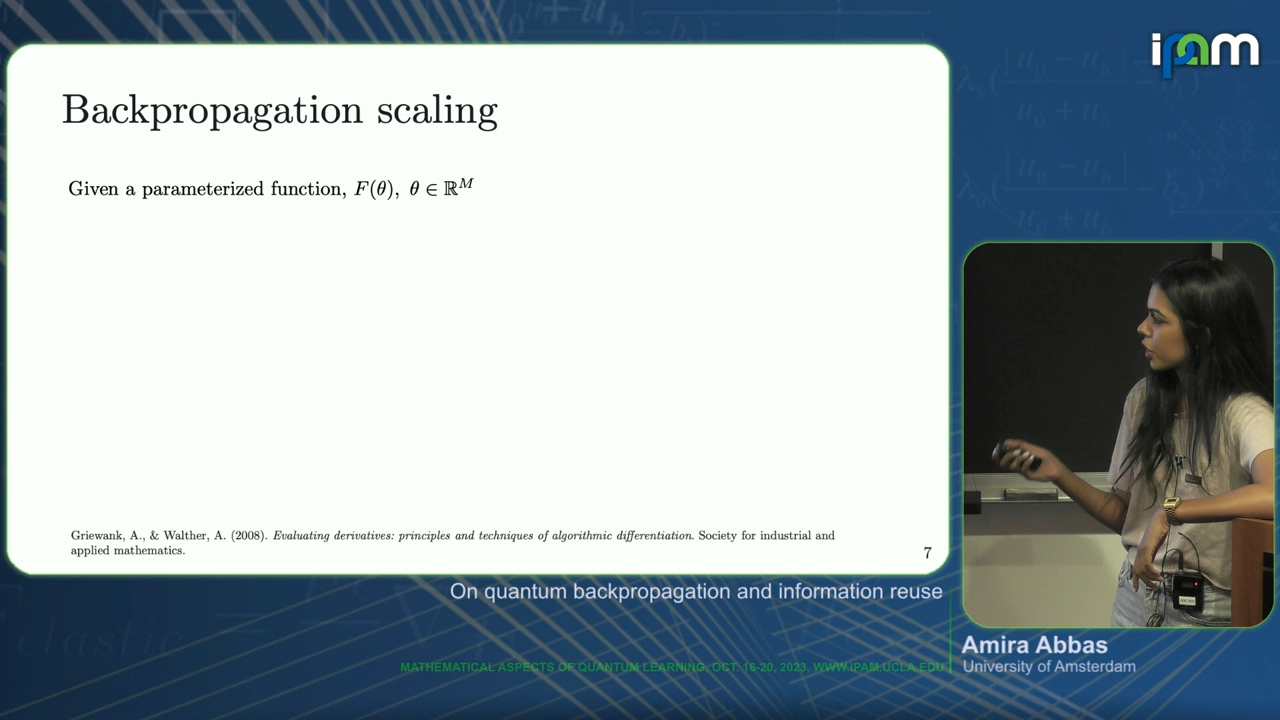 ipam
Backpropagation scaling
Given a parameterized function, F(θ), θ ∈ ℝ^M
Griewank, A., & Walther, A. (2008). Evaluating derivatives: principles and techniques of algorithmic differentiation. Society for industrial and
applied mathematics.
7
On quantum backpropagation and information reuse
Amira Abbas
University of Amsterdam
MATHEMATICAL ASPECTS OF QUANTUM LEARNING, OCT. 16-20, 2023, WWW.IPAM.UCLA.EDU
elastic